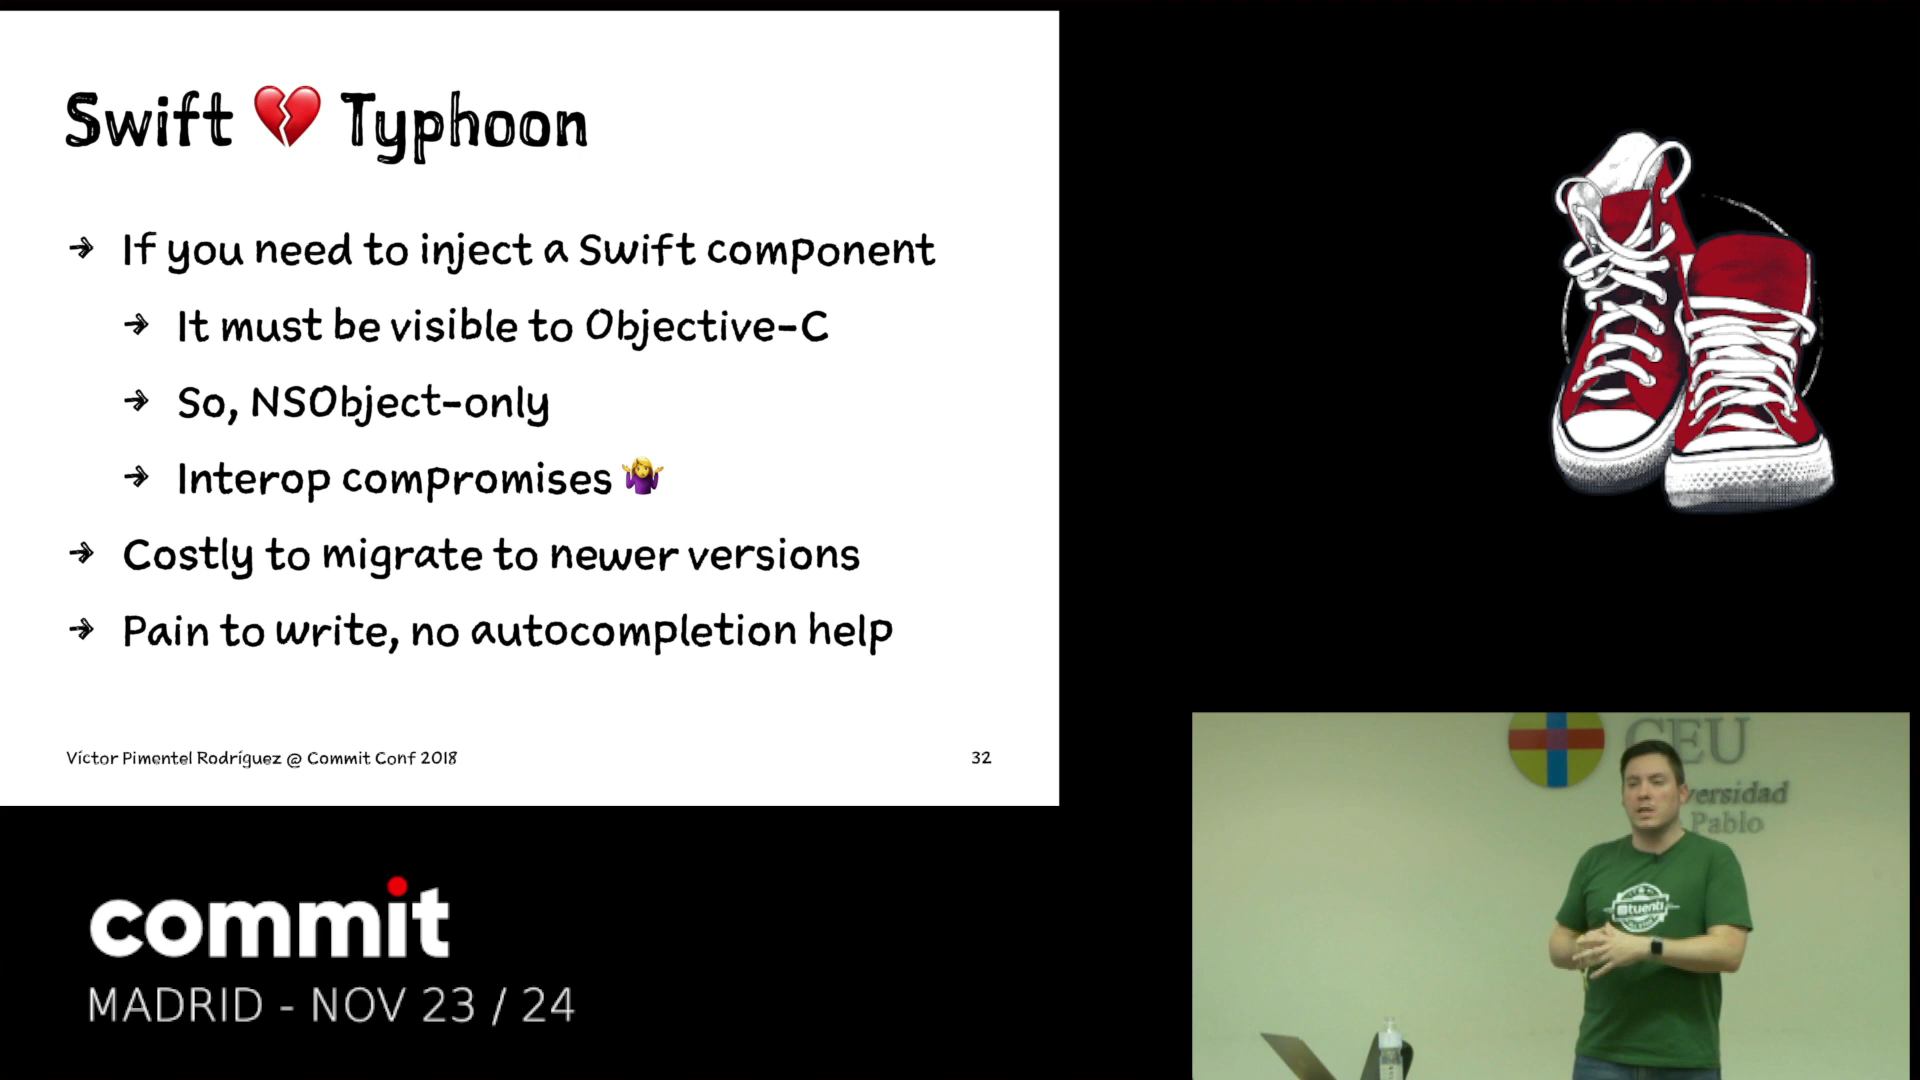 Swift 💔 Typhoon
→ If you need to inject a Swift component
→ It must be visible to Objective-C
→ So, NSObject-only
→ Interop compromises 🤷‍♀️
→ Costly to migrate to newer versions
→ Pain to write, no autocompletion help
Víctor Pimentel Rodríguez @ Commit Conf 2018
32
commit
MADRID - NOV 23 / 24
CEU
versidad
Pablo
tuenti